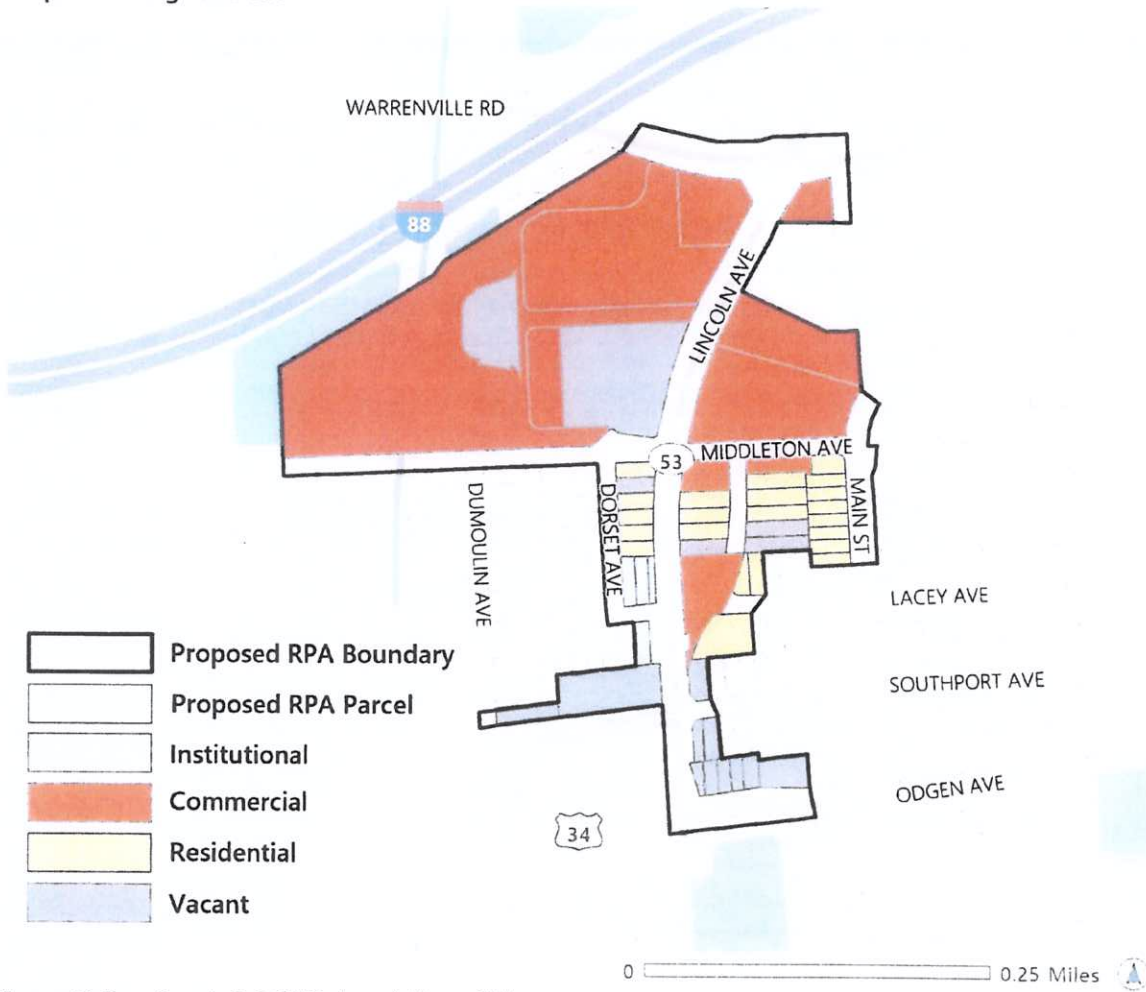 WARRENVILLE RD
88
LINCOLN AVE
MIDDLETON AVE
53
DUMOULIN AVE
DORSET AVE
MAIN ST
LACEY AVE
SOUTHPORT AVE
ODGEN AVE
34
Proposed RPA Boundary
Proposed RPA Parcel
Institutional
Commercial
Residential
Vacant
0 0.25 Miles